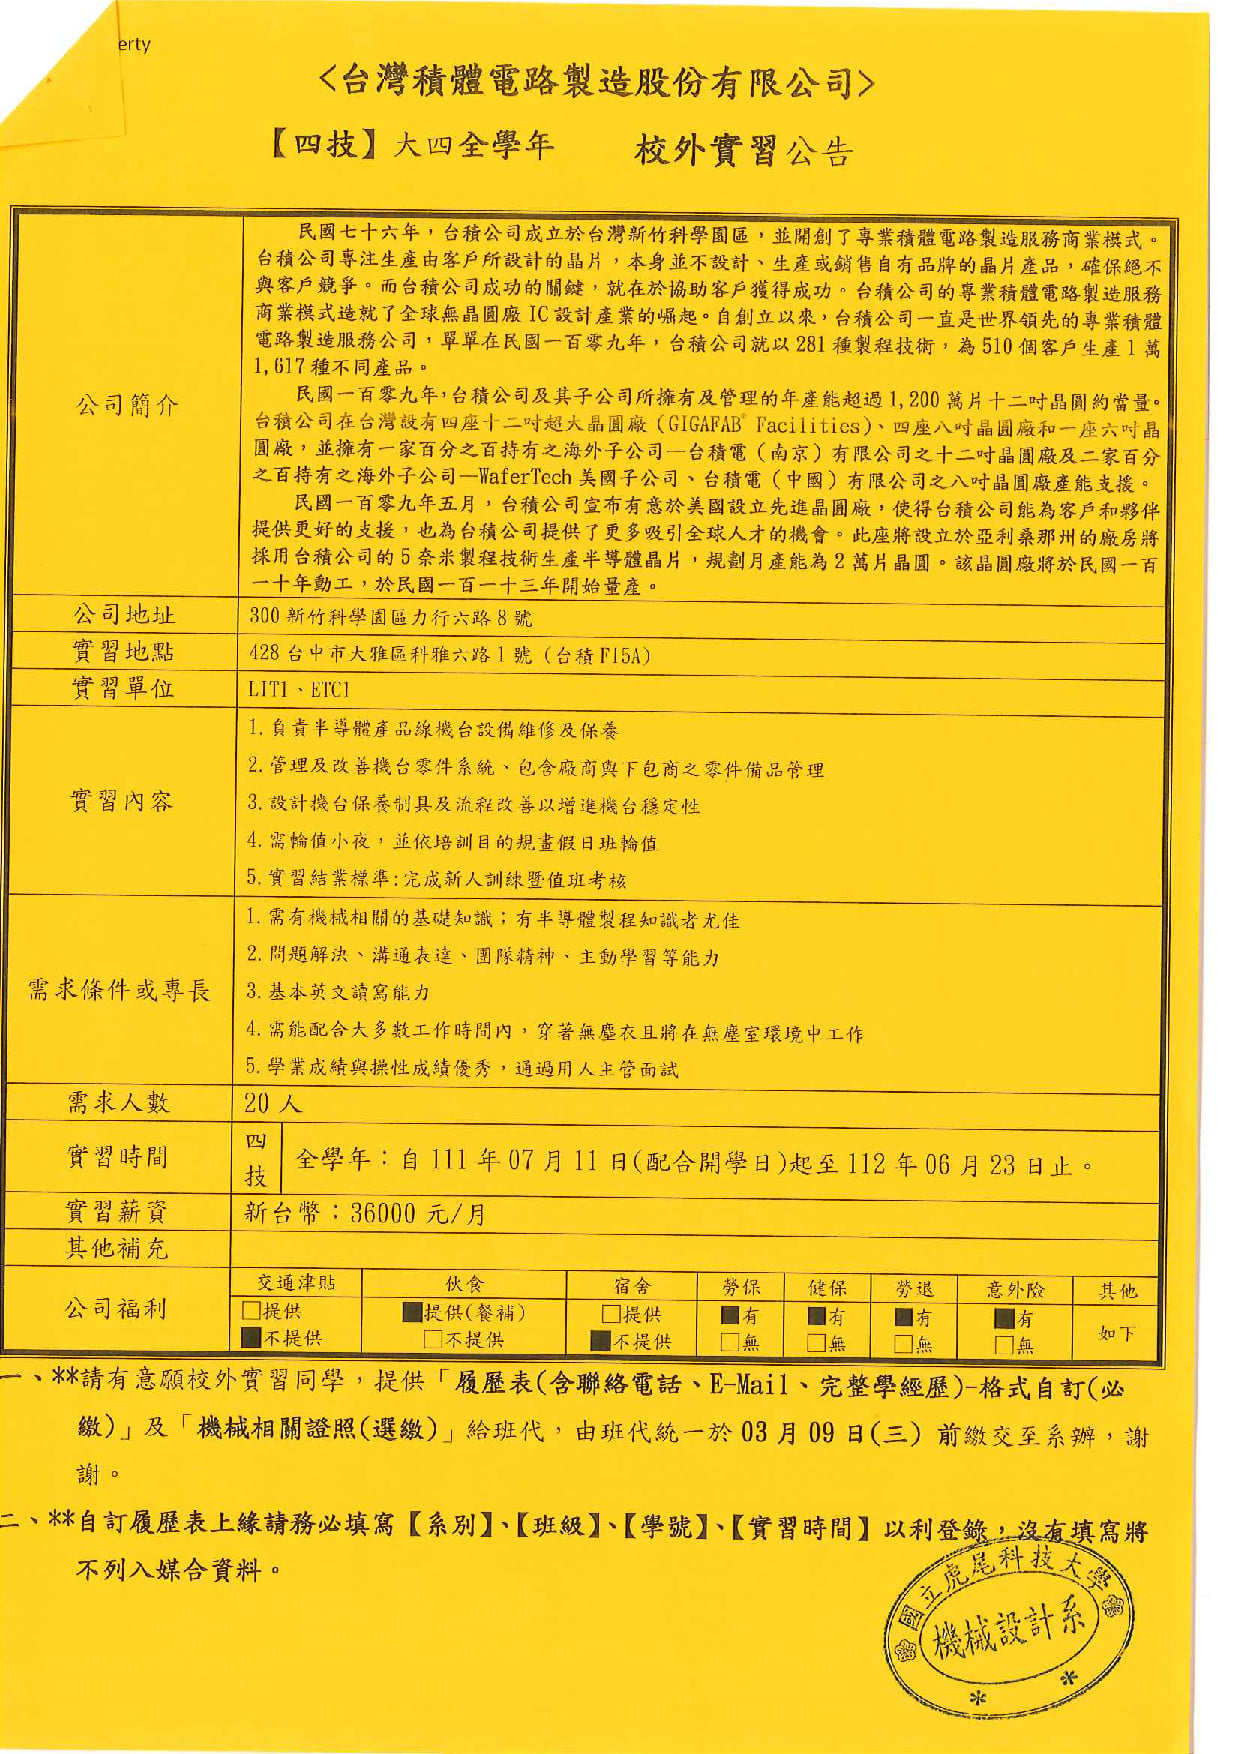 erty
<台灣積體電路製造股份有限公司>
【四技】大四全學年 校外實習公告
公司簡介
民國七十六年，台積公司成立於台灣新竹科學園區，並開創了專業積體電路製造服務商業模式。
台積公司專注生產由客戶所設計的晶片，本身並不設計、生產或銷售自有品牌的晶片產品，確保絕不
與客戶競爭。而台積公司成功的關鍵，就在於協助客戶獲得成功。台積公司的專業積體電路製造服務
商業模式造就了全球無晶圓廠 IC 設計產業的崛起。自創立以來，台積公司一直是世界領先的專業積體
電路製造服務公司，單單在民國一百零九年，台積公司就以 281 種製程技術，為 510 個客戶生產 1 萬
1,617 種不同產品。
民國一百零九年，台積公司及其子公司所擁有及管理的年產能超過 1,200 萬片十二吋晶圓約當量。
台積公司在台灣設有四座十二吋超大晶圓廠（GIGAFAB® Facilities）、四座八吋晶圓廠和一座六吋晶
圓廠，並擁有一家百分之百持有之海外子公司—台積電（南京）有限公司之十二吋晶圓廠及二家百分
之百持有之海外子公司—WaferTech 美國子公司、台積電（中國）有限公司之八吋晶圓廠產能支援。
民國一百零九年五月，台積公司宣布有意於美國設立先進晶圓廠，使得台積公司能為客戶和夥伴
提供更好的支援，也為台積公司提供了更多吸引全球人才的機會。此座將設立於亞利桑那州的廠房將
採用台積公司的 5 奈米製程技術生產半導體晶片，規劃月產能為 2 萬片晶圓。該晶圓廠將於民國一百
一十年動工，於民國一百一十三年開始量產。
公司地址 300 新竹科學園區力行六路 8 號
實習地點 428 台中市大雅區科雅六路 1 號（台積 F15A）
實習單位 LIT1、ETC1
實習內容
1. 負責半導體產品線機台設備維修及保養
2. 管理及改善機台零件系統、包含廠商與下包商之零件備品管理
3. 設計機台保養制具及流程改善以增進機台穩定性
4. 需輪值小夜，並依培訓目的規畫假日班輪值
5. 實習結業標準:完成新人訓練暨值班考核
需求條件或專長
1. 需有機械相關的基礎知識；有半導體製程知識者尤佳
2. 問題解決、溝通表達、團隊精神、主動學習等能力
3. 基本英文讀寫能力
4. 需能配合大多數工作時間內，穿著無塵衣且將在無塵室環境中工作
5. 學業成績與操性成績優秀，通過用人主管面試
需求人數 20 人
實習時間 四技 全學年：自 111 年 07 月 11 日(配合開學日)起至 112 年 06 月 23 日止。
實習薪資 新台幣：36000 元/月
其他補充
公司福利
交通津貼 伙食 宿舍 勞保 健保 勞退 意外險 其他
□提供 ■提供(餐補) □提供 ■有 ■有 ■有 ■有 如下
■不提供 □不提供 ■不提供 □無 □無 □無 □無
一、**請有意願校外實習同學，提供「履歷表(含聯絡電話、E-Mail、完整學經歷)-格式自訂(必
繳)」及「機械相關證照(選繳)」給班代，由班代統一於 03 月 09 日(三) 前繳交至系辦，謝
謝。
二、**自訂履歷表上緣請務必填寫【系別】、【班級】、【學號】、【實習時間】以利登錄，沒有填寫將
不列入媒合資料。
國立虎尾科技大學
機械設計系